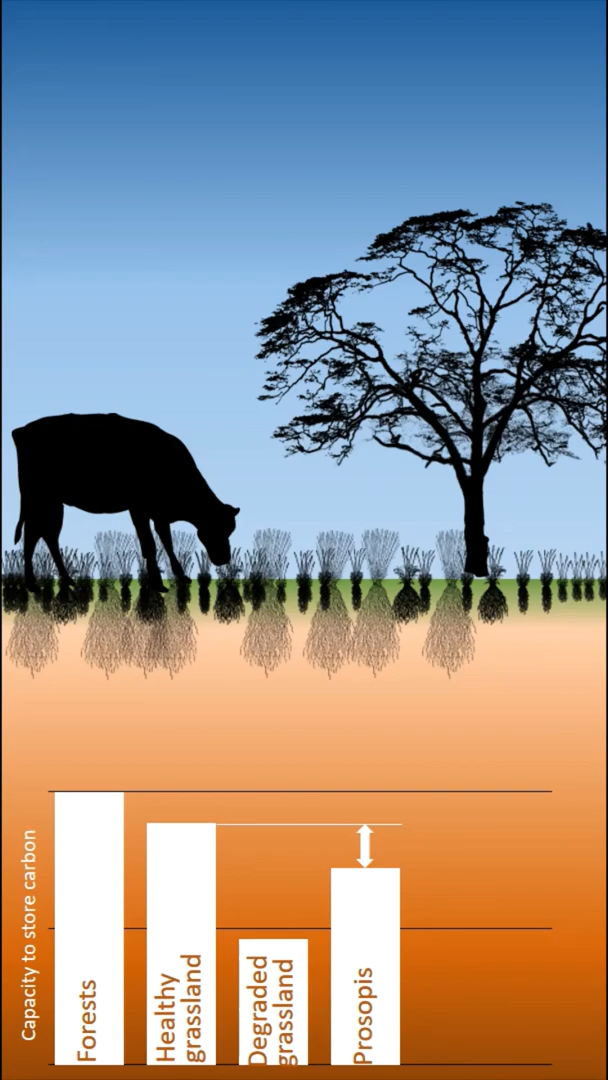 Capacity to store carbon
Forests
Healthy
grassland
Degraded
grassland
Prosopis